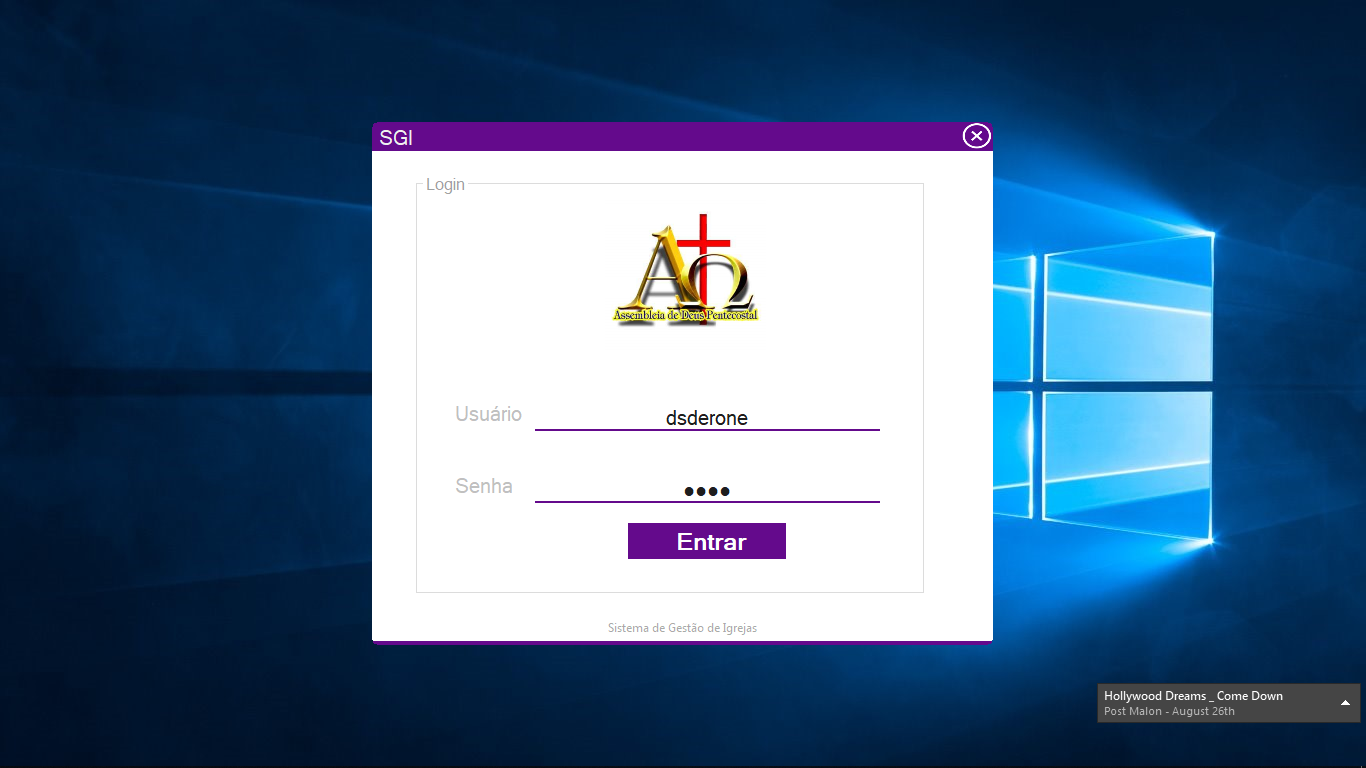 SGI
Login
ΑΩ
Assembleia de Deus Pentecostal
Usuário dsderone
Senha ••••
Entrar
Sistema de Gestão de Igrejas
Hollywood Dreams _ Come Down
Post Malon - August 26th